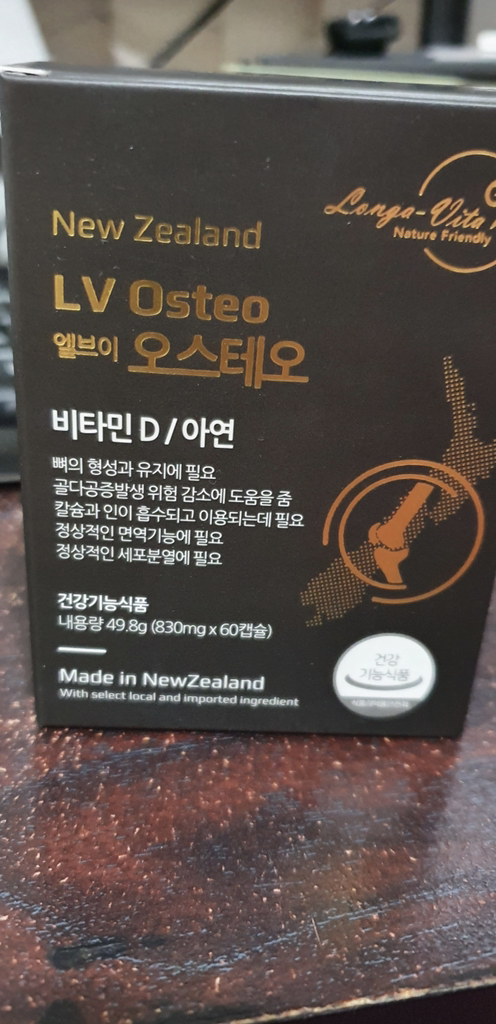 Longa-Vita
Nature Friendly
New Zealand
LV Osteo
엘브이 오스테오
비타민 D / 아연
뼈의 형성과 유지에 필요
골다공증발생 위험 감소에 도움을 줌
칼슘과 인이 흡수되고 이용되는데 필요
정상적인 면역기능에 필요
정상적인 세포분열에 필요
건강기능식품
내용량 49.8g (830mg x 60캡슐)
Made in NewZealand
With select local and imported ingredient
건강
기능식품